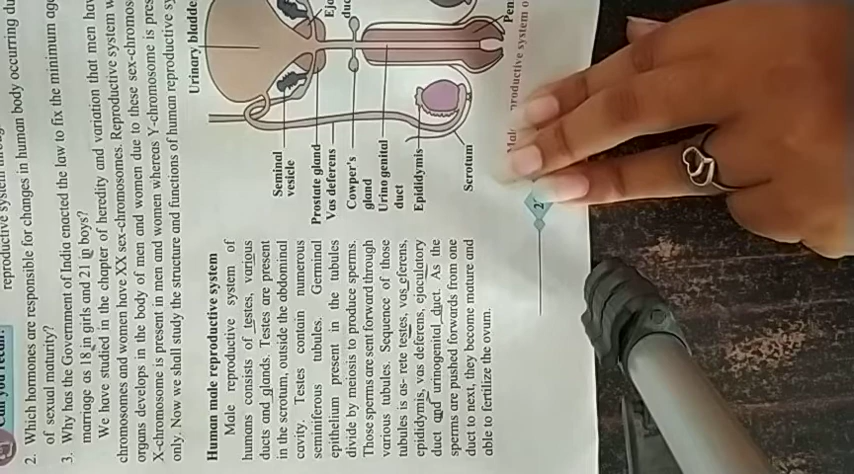 Can you recall?
reproductive system through
2. Which hormones are responsible for changes in human body occurring du
of sexual maturity?
3. Why has the Government of India enacted the law to fix the minimum age
marriage as 18 in girls and 21 in boys?
We have studied in the chapter of heredity and variation that men hav
chromosomes and women have XX sex-chromosomes. Reproductive system w
organs develops in the body of men and women due to these sex-chromos
X-chromosome is present in men and women whereas Y-chromosome is pres
only. Now we shall study the structure and functions of human reproductive sy
Human male reproductive system
Male reproductive system of
humans consists of testes, various
ducts and glands. Testes are present
in the scrotum, outside the abdominal
cavity. Testes contain numerous
seminiferous tubules. Germinal
epithelium present in the tubules
divide by meiosis to produce sperms.
Those sperms are sent forward through
various tubules. Sequence of those
tubules is as- rete testes, vas eferens,
epididymis, vas deferens, ejaculatory
duct and urinogenital duct. As the
sperms are pushed forwards from one
duct to next, they become mature and
able to fertilize the ovum.
Urinary bladde
Seminal
vesicle
Prostate gland
Vas deferens
Cowper's
gland
Urino genital
duct
Epididymis
Scrotum
Ejo
duc
Pen
Male reproductive system o
2